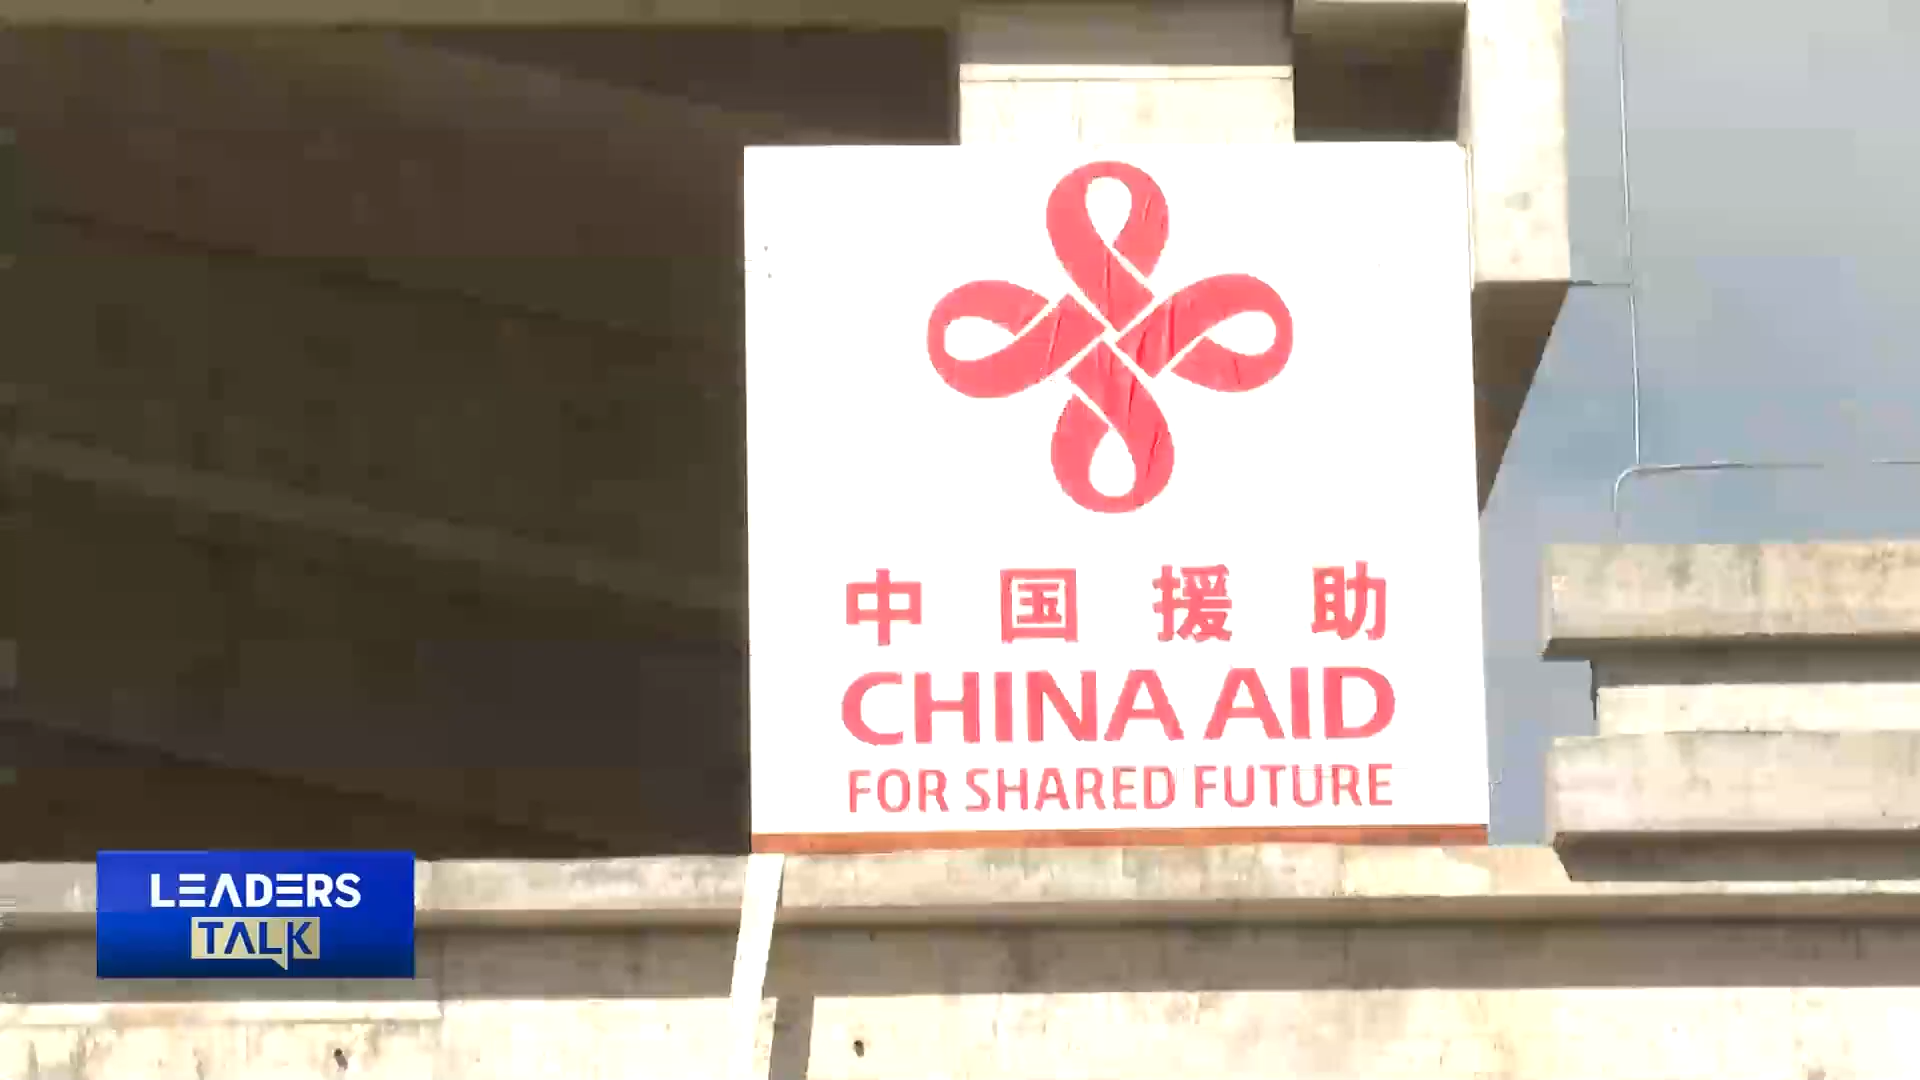 中国援助
CHINA AID
FOR SHARED FUTURE
LEADERS
TALK